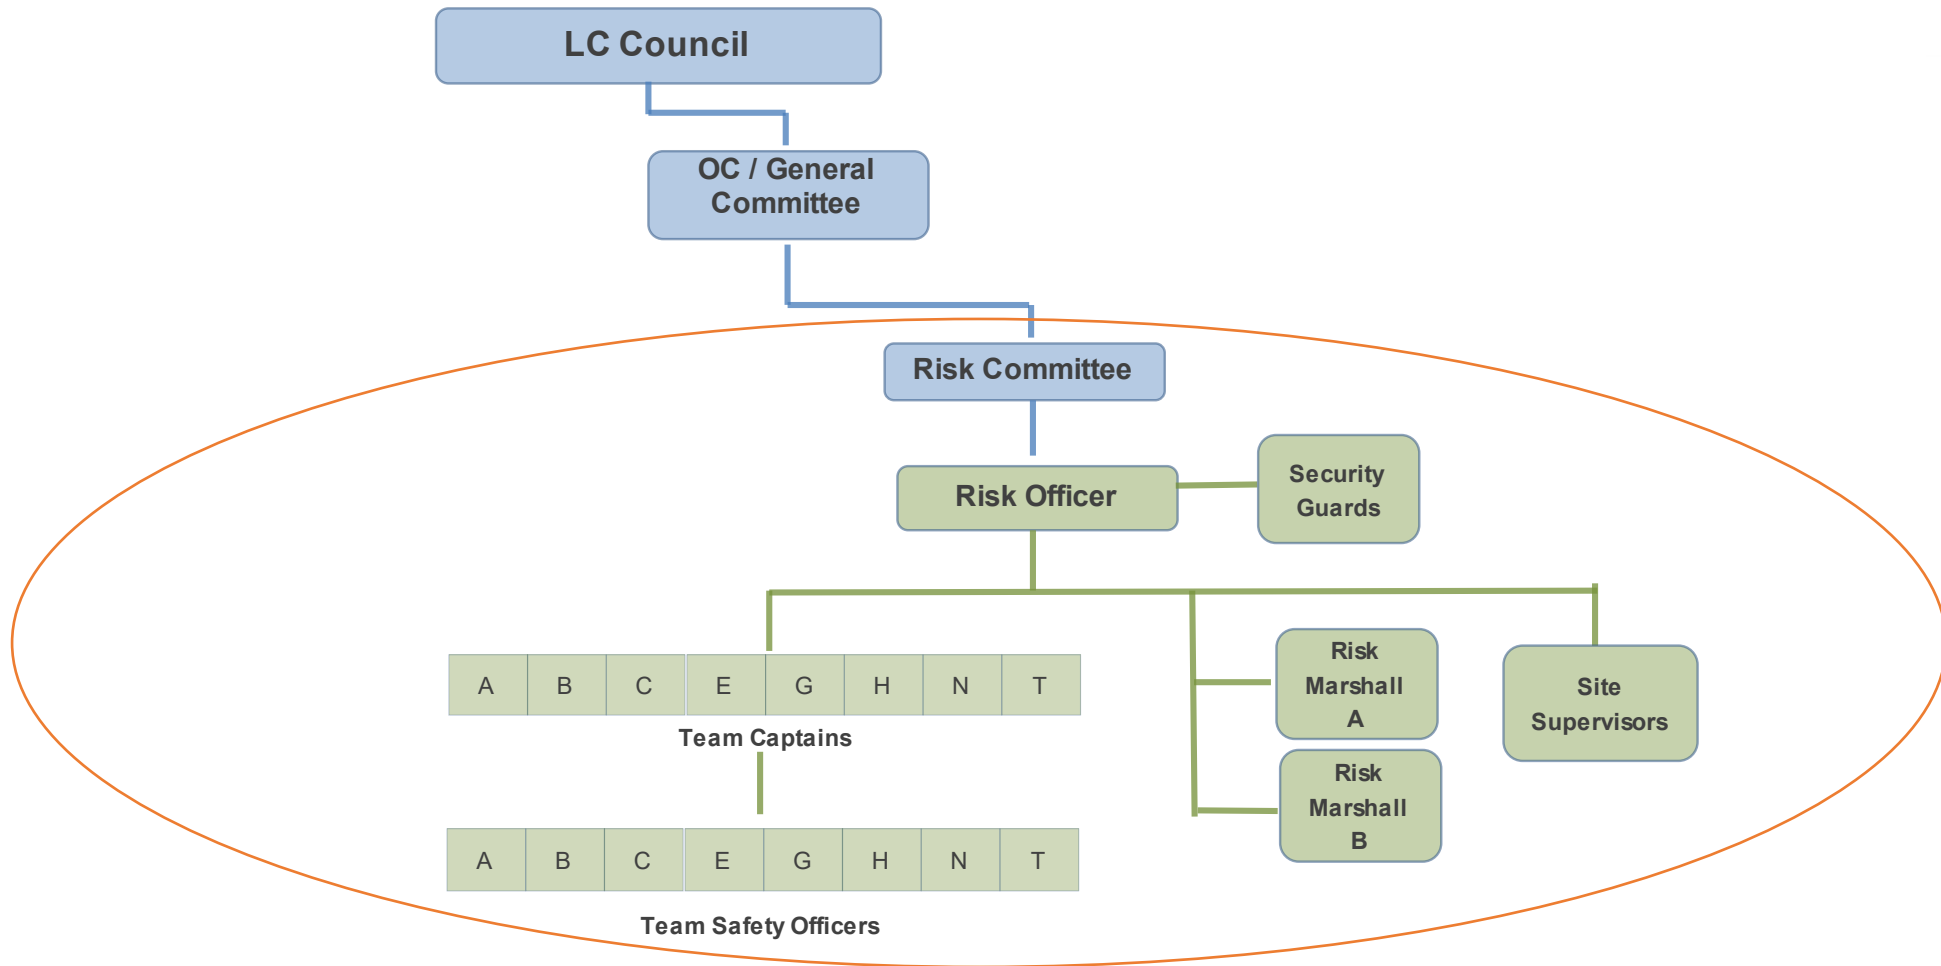 LC Council
OC / General
Committee
Risk Committee
Risk Officer
Security
Guards
A B C E G H N T
Team Captains
Risk
Marshall
A
Site
Supervisors
Risk
Marshall
B
A B C E G H N T
Team Safety Officers